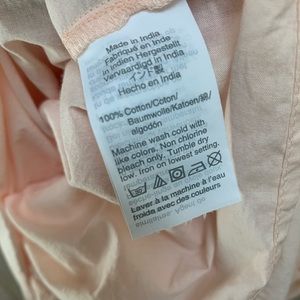 Made in India
Fabriqué en Inde
in Indien Hergestellt
Vervaardigd in India
インド製
Hecho en India
100% Cotton/Coton/
Baumwolle/Katoen/綿/
algodón
Machine wash cold with
like colors. Non chlorine
bleach only. Tumble dry
low. Iron on lowest setting.
Laver à la machine à l'eau
froide avec des couleurs